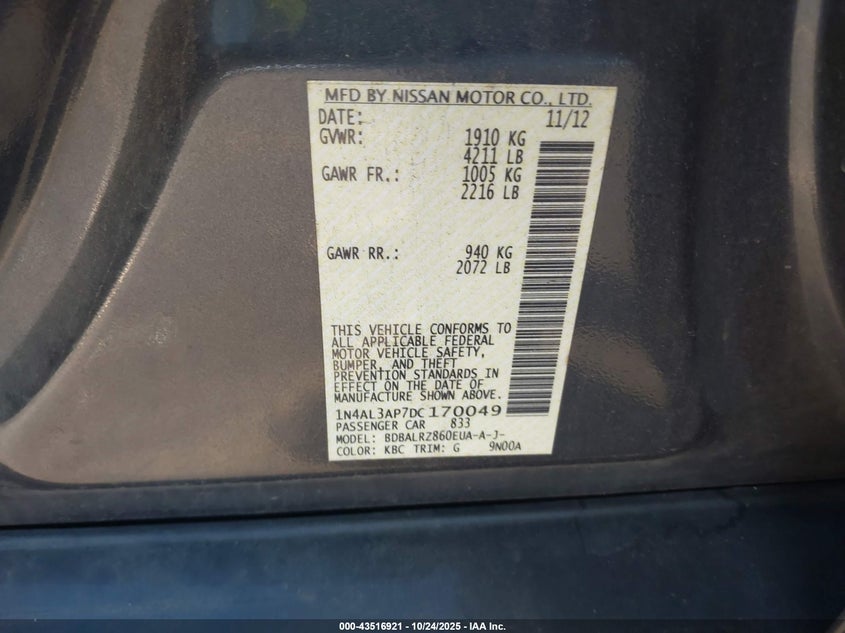 MFD BY NISSAN MOTOR CO., LTD.
DATE: 11/12
GVWR: 1910 KG
4211 LB
GAWR FR.: 1005 KG
2216 LB
GAWR RR.: 940 KG
2072 LB
THIS VEHICLE CONFORMS TO
ALL APPLICABLE FEDERAL
MOTOR VEHICLE SAFETY,
BUMPER, AND THEFT
PREVENTION STANDARDS IN
EFFECT ON THE DATE OF
MANUFACTURE SHOWN ABOVE.
1N4AL3AP7DC170049
PASSENGER CAR 833
MODEL: BDBALRZ860EUA-A-J-
COLOR: KBC TRIM: G 9N00A
000-43516921 | 10/24/2025 - IAA Inc.